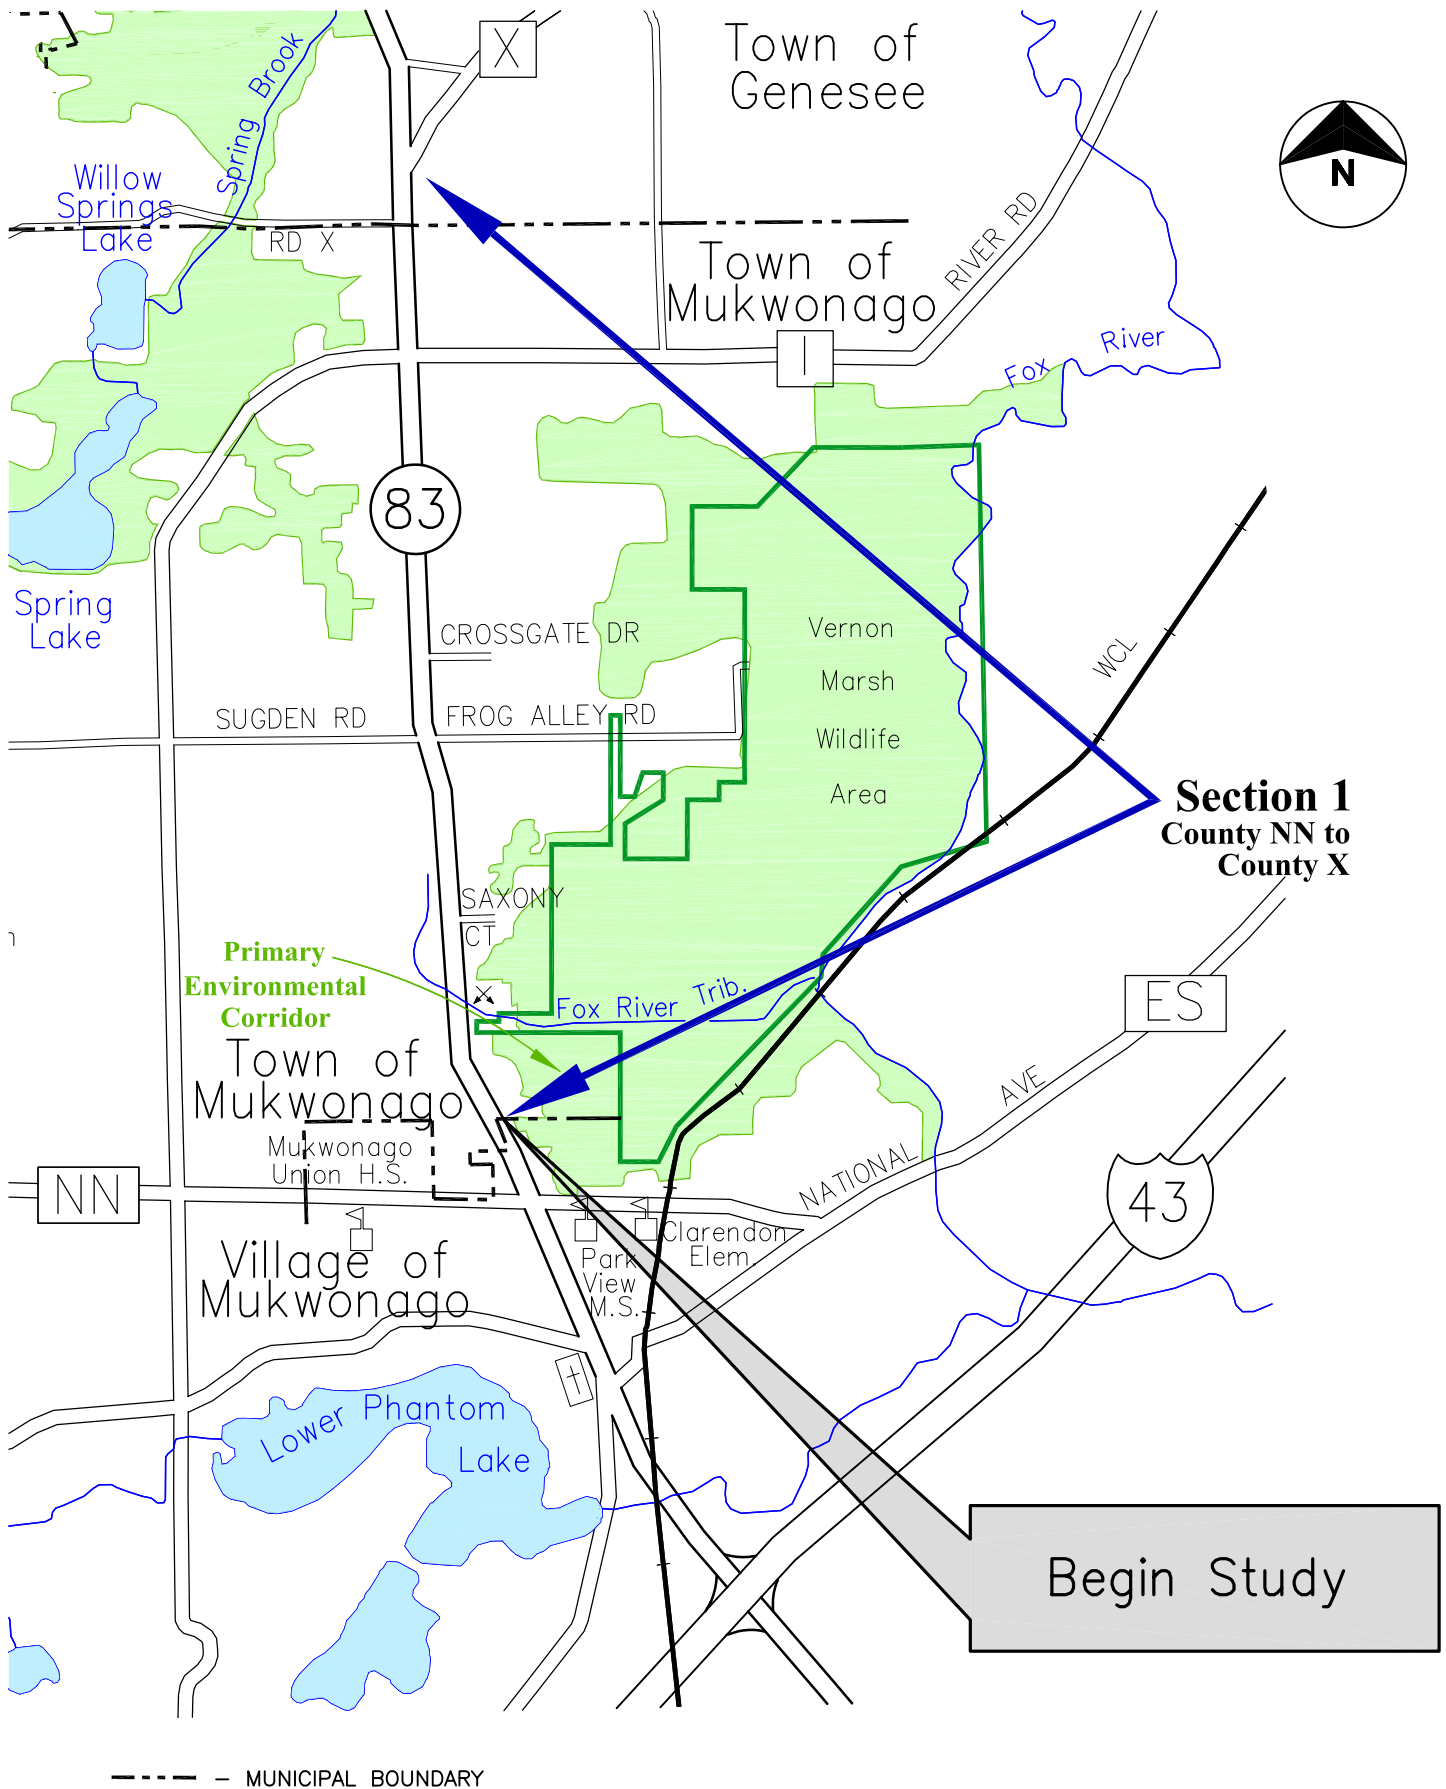 X
Town of
Genesee
Spring Brook
Willow
Springs
Lake
N
RD X
RIVER RD
Town of
Mukwonago
I
Fox River
83
Spring
Lake
CROSSGATE DR
Vernon
Marsh
Wildlife
Area
WCL
SUGDEN RD
FROG ALLEY RD
Section 1
County NN to
County X
SAXONY
CT
Primary
Environmental
Corridor
Fox River Trib.
ES
Town of
Mukwonago
NATIONAL AVE
Mukwonago
Union H.S.
NN
43
Clarendon
Elem.
Park
View
M.S.
Village of
Mukwonago
Lower Phantom
Lake
Begin Study
– MUNICIPAL BOUNDARY